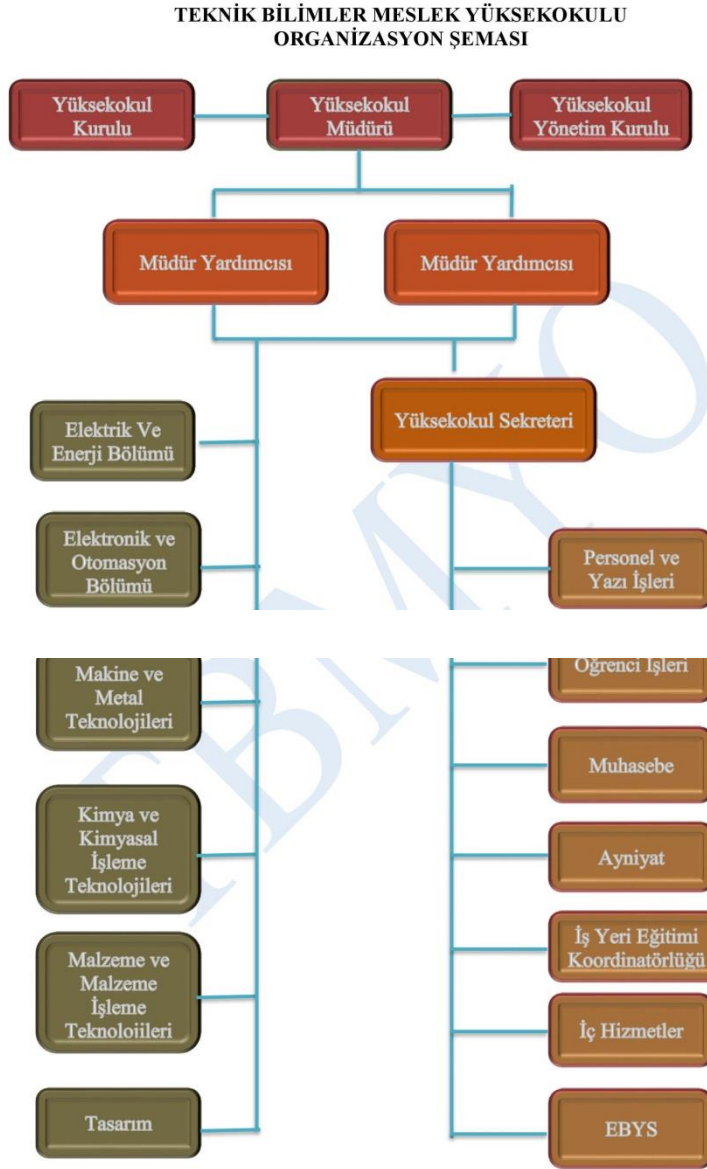 TEKNİK BİLİMLER MESLEK YÜKSEKOKULU
ORGANİZASYON ŞEMASI
Yüksekokul
Kurulu
Yüksekokul
Müdürü
Yüksekokul
Yönetim Kurulu
Müdür Yardımcısı
Müdür Yardımcısı
Elektrik Ve
Enerji Bölümü
Yüksekokul Sekreteri
Elektronik ve
Otomasyon
Bölümü
Personel ve
Yazı İşleri
Makine ve
Metal
Teknolojileri
Öğrenci İşleri
Muhasebe
Kimya ve
Kimyasal
İşleme
Teknolojileri
Ayniyat
İş Yeri Eğitimi
Koordinatörlüğü
Malzeme ve
Malzeme
İşleme
Teknolojileri
İç Hizmetler
Tasarım
EBYS
TBMYO